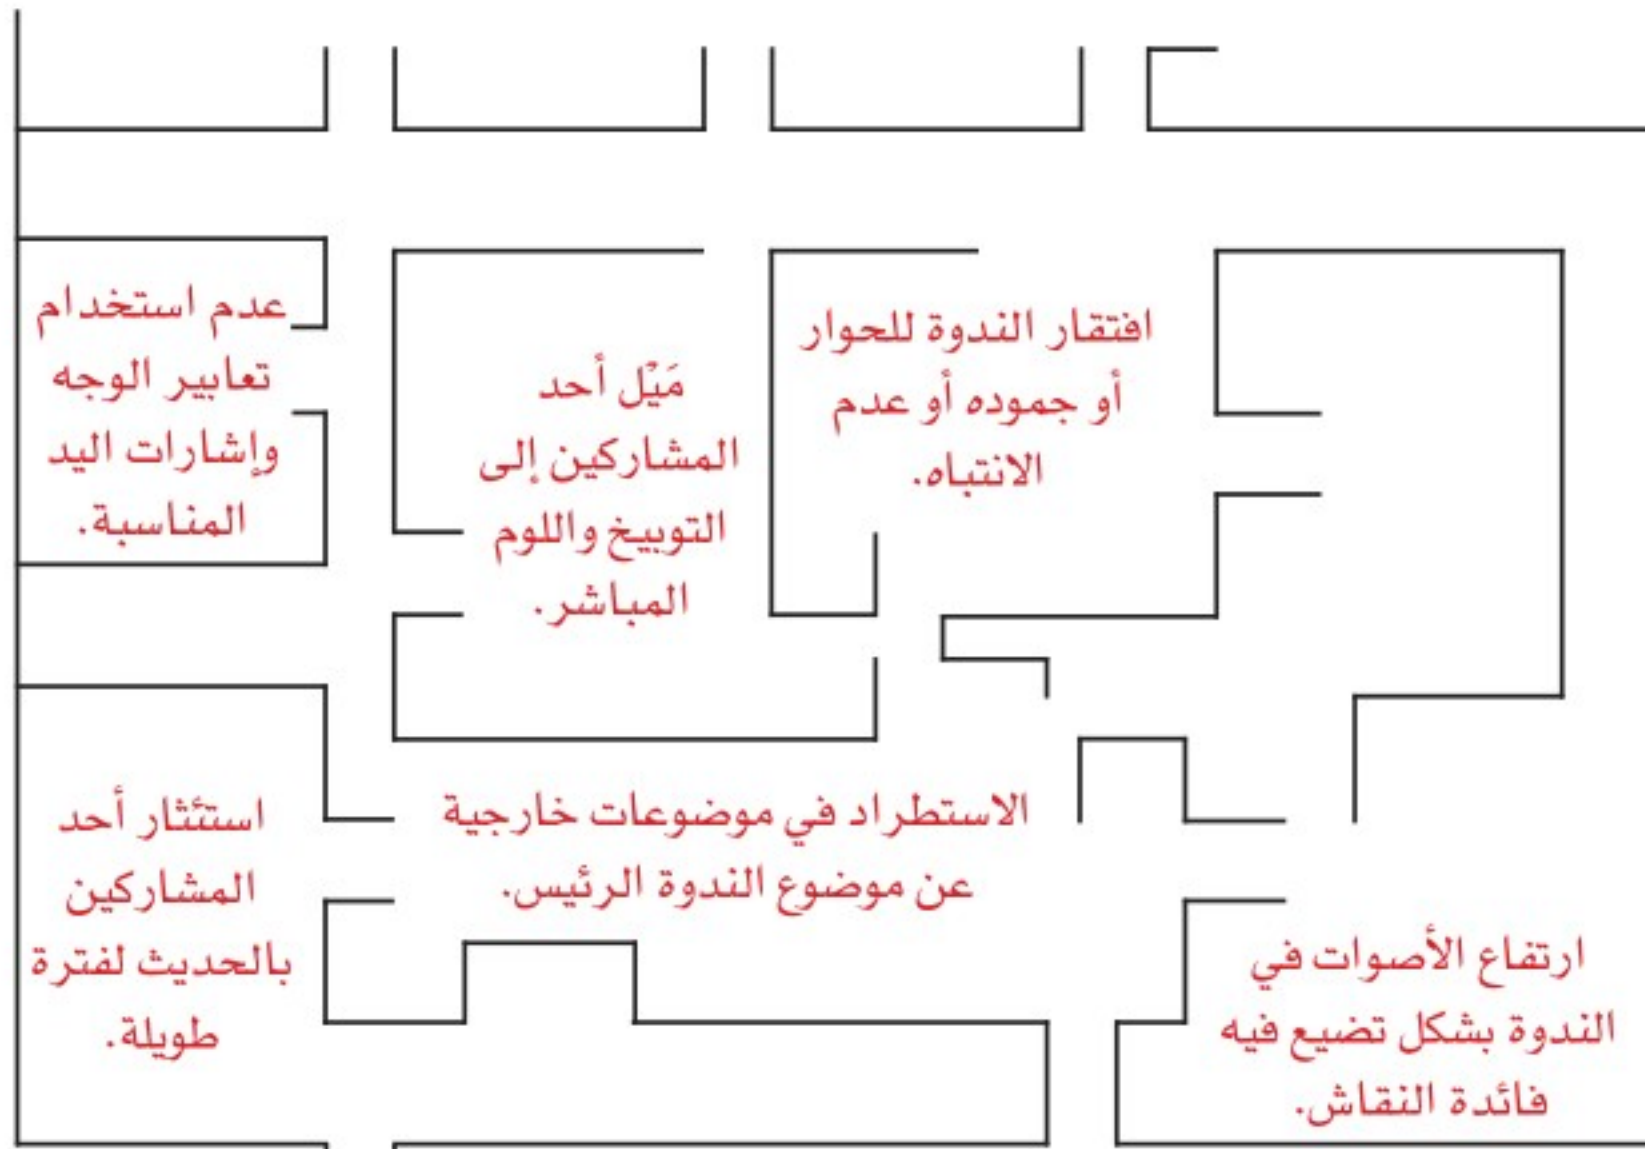 افتقار الندوة للحوار
أو جموده أو عدم
الانتباه.
مَيْل أحد
المشاركين إلى
التوبيخ واللوم
المباشر.
عدم استخدام
تعابير الوجه
وإشارات اليد
المناسبة.
ارتفاع الأصوات في
الندوة بشكل تضيع فيه
فائدة النقاش.
الاستطراد في موضوعات خارجية
عن موضوع الندوة الرئيس.
استئثار أحد
المشاركين
بالحديث لفترة
طويلة.